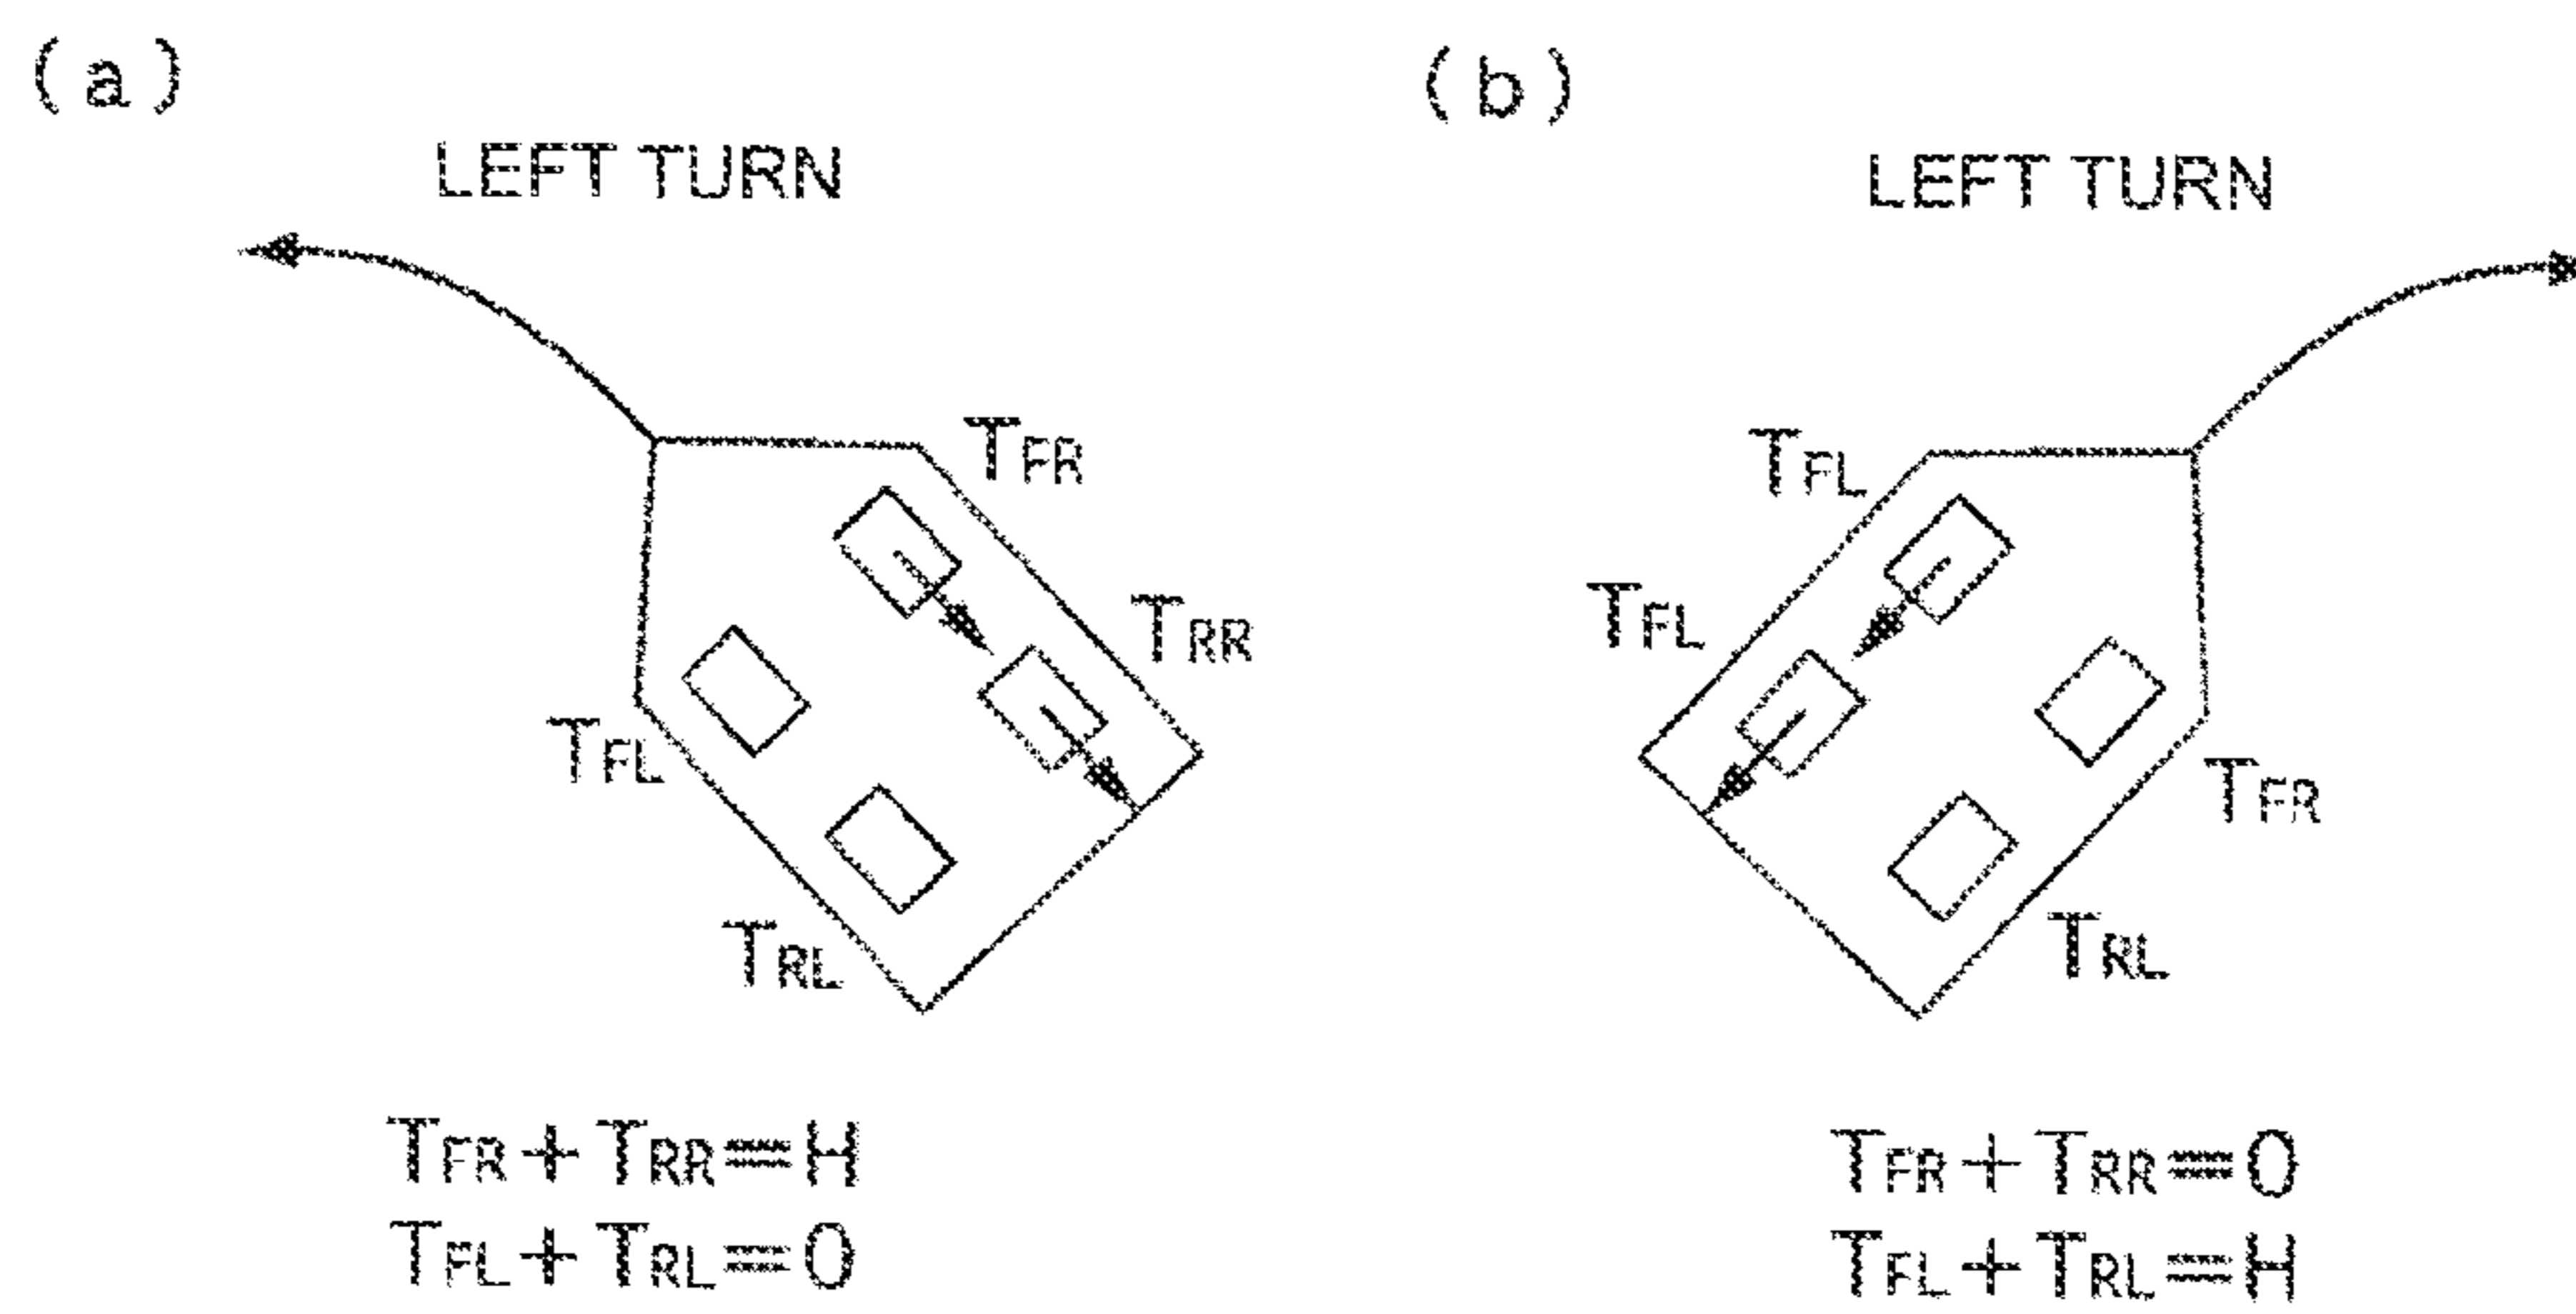 (a)
LEFT TURN
TFR
TRR
TFL
TRL
TFR+TRR=H
TFL+TRL=0
(b)
LEFT TURN
TFL
TFL
TFR
TRL
TFR+TRR=0
TFL+TRL=H